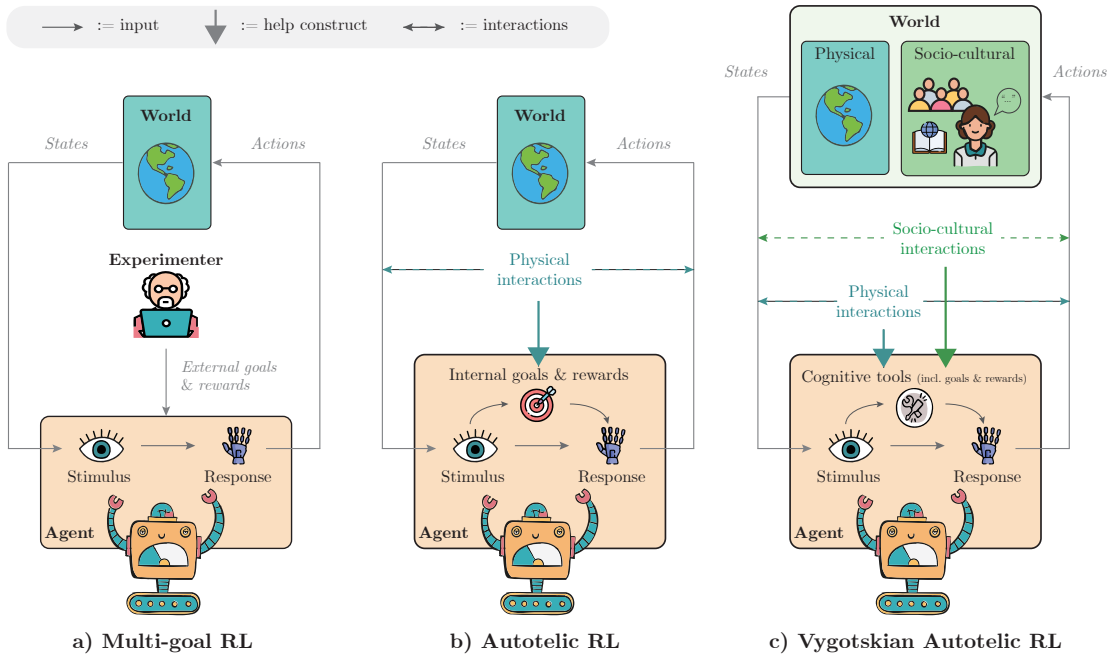 := input
:= help construct
:= interactions
World
States
Actions
Experimenter
External goals
& rewards
Stimulus
Response
Agent
a) Multi-goal RL
World
States
Actions
Physical
interactions
Internal goals & rewards
Stimulus
Response
Agent
b) Autotelic RL
World
Physical
Socio-cultural
States
Actions
Socio-cultural
interactions
Physical
interactions
Cognitive tools (incl. goals & rewards)
Stimulus
Response
Agent
c) Vygotskian Autotelic RL